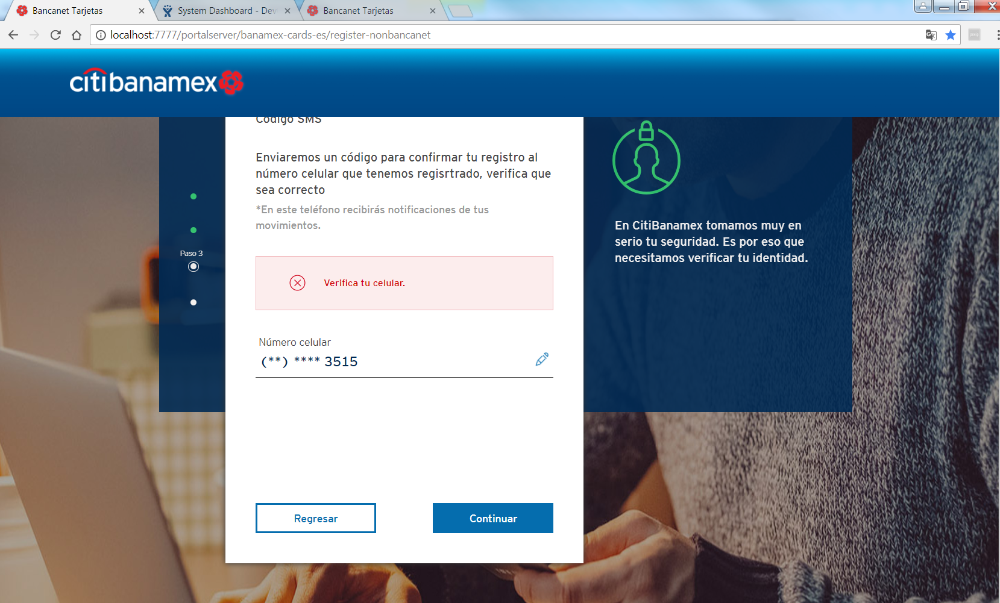 Bancanet Tarjetas
System Dashboard - Dev
Bancanet Tarjetas
localhost:7777/portalserver/banamex-cards-es/register-nonbancanet
citibanamex
Código SMS
Enviaremos un código para confirmar tu registro al
número celular que tenemos regisrtrado, verifica que
sea correcto
*En este teléfono recibirás notificaciones de tus
movimientos.
Paso 3
Verifica tu celular.
Número celular
(**) **** 3515
Regresar
Continuar
En CitiBanamex tomamos muy en
serio tu seguridad. Es por eso que
necesitamos verificar tu identidad.